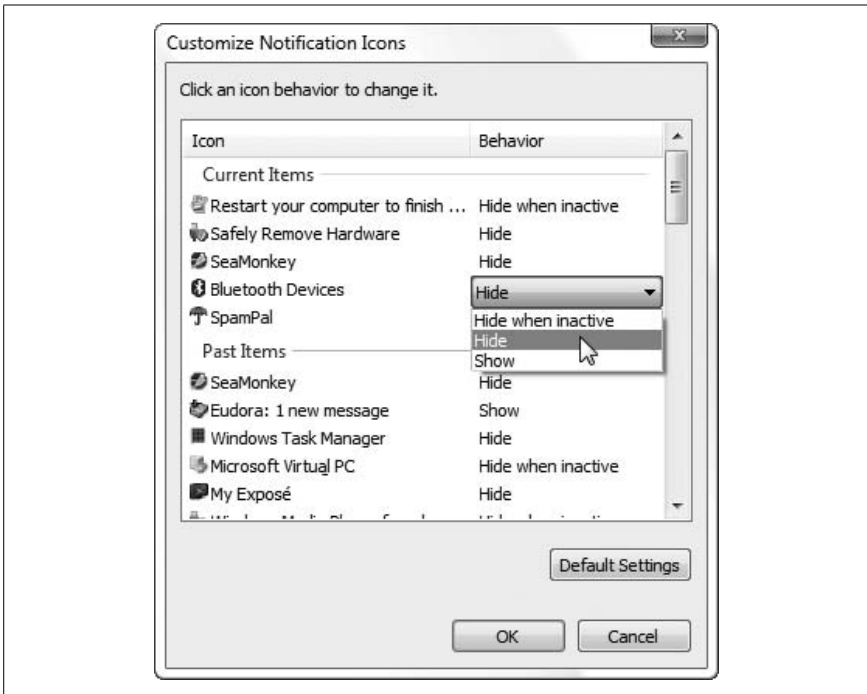 Customize Notification Icons
Click an icon behavior to change it.
Icon Behavior
Current Items
Restart your computer to finish ... Hide when inactive
Safely Remove Hardware Hide
SeaMonkey Hide
Bluetooth Devices Hide
SpamPal Hide when inactive
Hide
Show
Past Items
SeaMonkey Hide
Eudora: 1 new message Show
Windows Task Manager Hide
Microsoft Virtual PC Hide when inactive
My Exposé Hide
Default Settings
OK Cancel